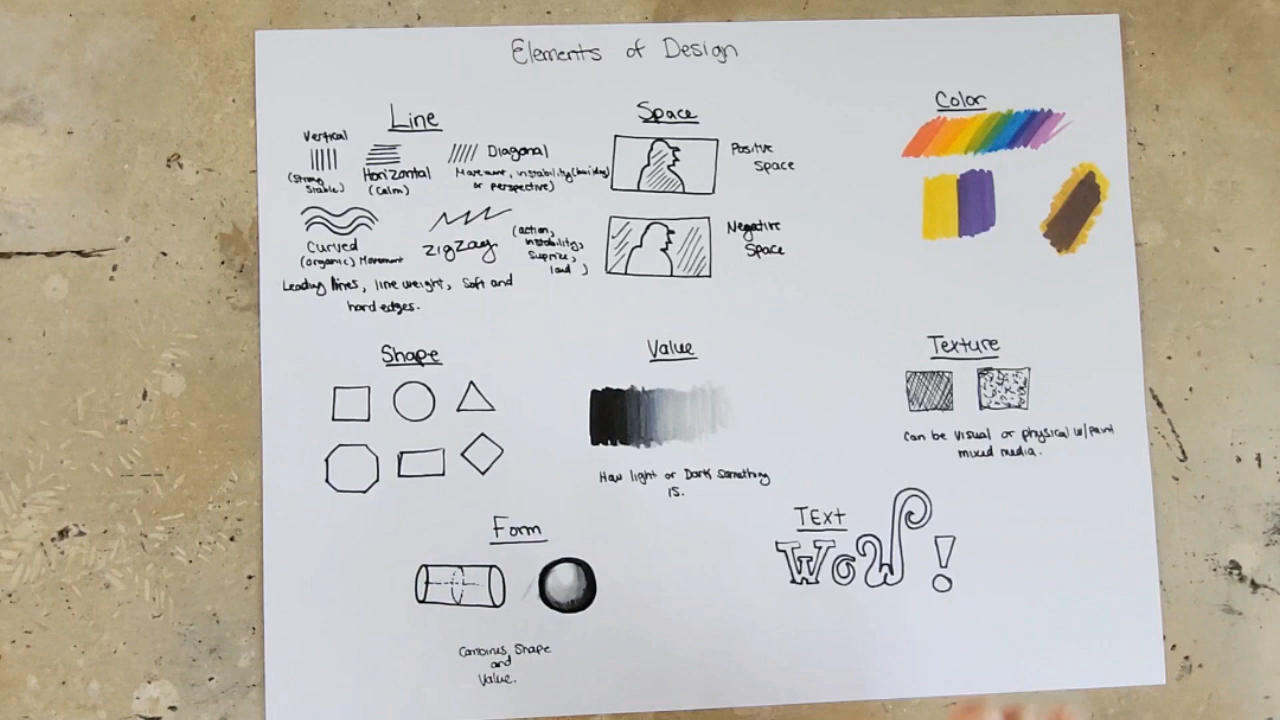 Elements of Design
Line
Vertical
(Strong
Stable)
Horizontal
(Calm)
Diagonal
Movement, instability
or perspective)
Curved
(organic) Movement
ZigZag
(action,
instability,
Suprize,
loud )
Leading lines, line weight, Soft and
hard edges.
Space
Positive
Space
Negative
Space
Color
Shape
Value
How light or Dark Something
is.
Texture
Can be visual or physical w/paint
mixed media.
Form
Combines Shape
and
Value.
TExt
WoW!